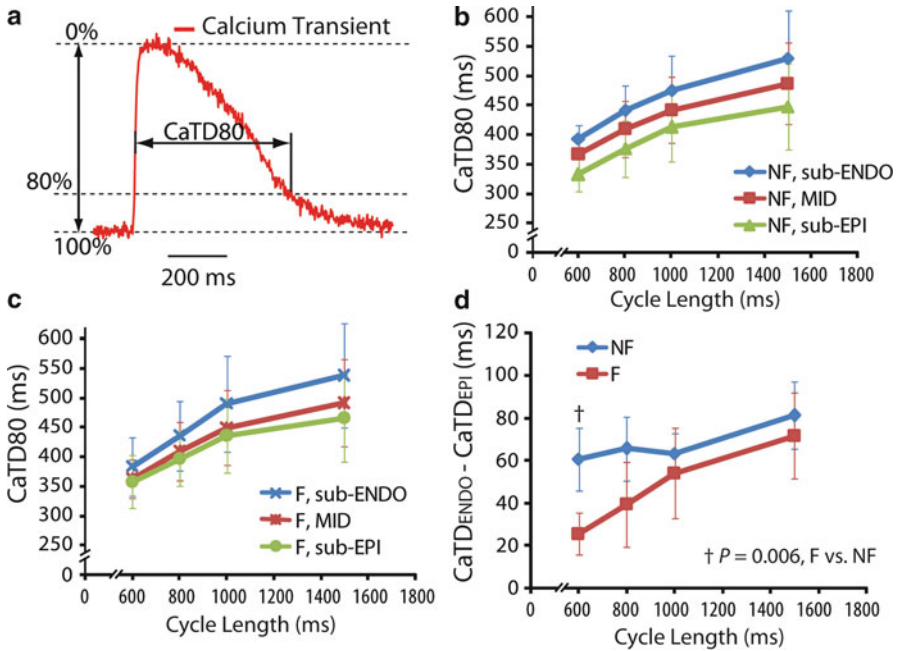 a
0%
Calcium Transient
CaTD80
80%
100%
200 ms
b
CaTD80 (ms)
600
550
500
450
400
350
300
250
0
NF, sub-ENDO
NF, MID
NF, sub-EPI
0 600 800 1000 1200 1400 1600 1800
Cycle Length (ms)
c
CaTD80 (ms)
600
550
500
450
400
350
300
250
0
F, sub-ENDO
F, MID
F, sub-EPI
0 600 800 1000 1200 1400 1600 1800
Cycle Length (ms)
d
CaTDENDO - CaTDEPI (ms)
120
100
80
60
40
20
0
NF
F
†
† P = 0.006, F vs. NF
0 600 800 1000 1200 1400 1600 1800
Cycle Length (ms)